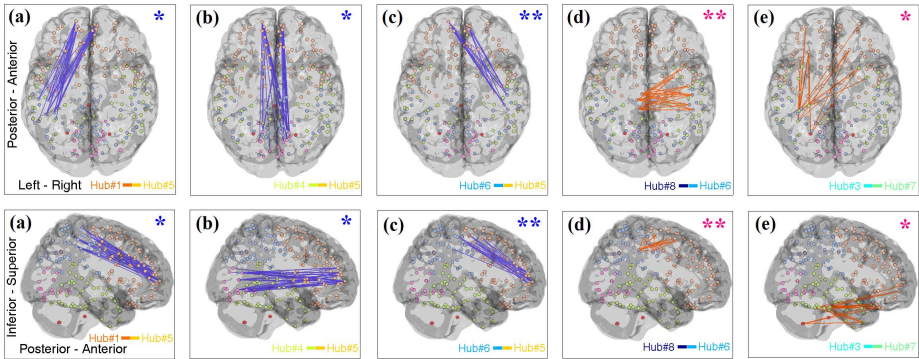 (a) * (b) * (c) ** (d) ** (e) *
Posterior - Anterior
Left - Right Hub#1 Hub#5 Hub#4 Hub#5 Hub#6 Hub#5 Hub#8 Hub#6 Hub#3 Hub#7
(a) * (b) * (c) ** (d) ** (e) *
Inferior - Superior
Hub#1 Hub#5 Hub#4 Hub#5 Hub#6 Hub#5 Hub#8 Hub#6 Hub#3 Hub#7
Posterior - Anterior